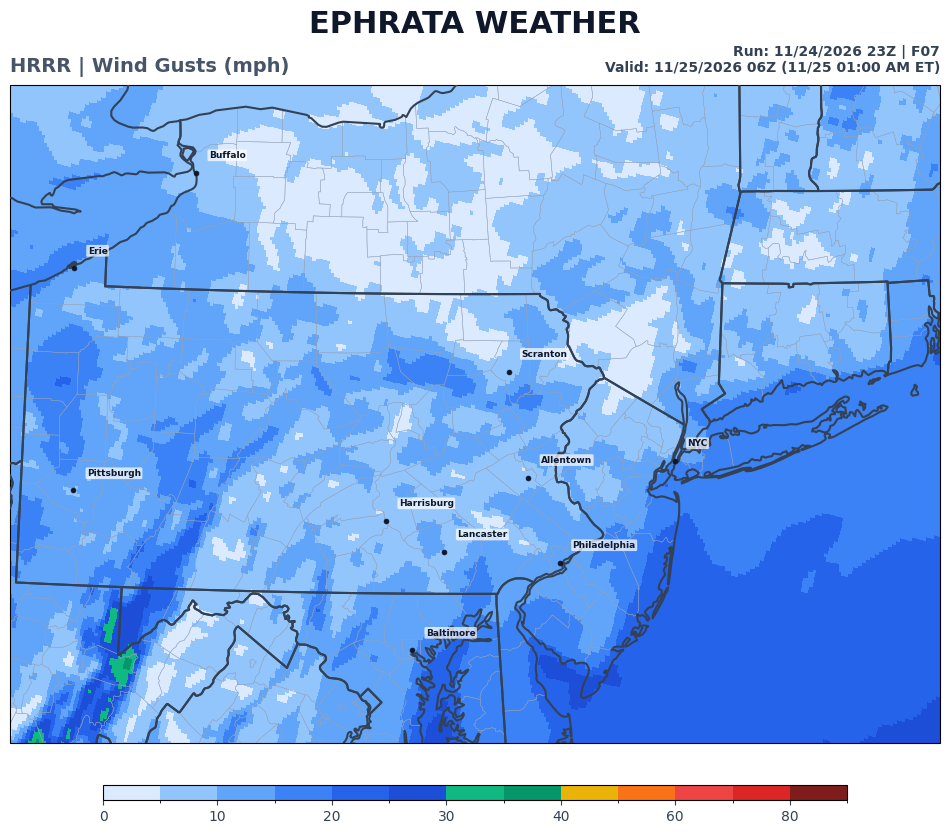 EPHRATA WEATHER
HRRR | Wind Gusts (mph)
Run: 11/24/2026 23Z | F07
Valid: 11/25/2026 06Z (11/25 01:00 AM ET)
Buffalo
Erie
Scranton
NYC
Allentown
Pittsburgh
Harrisburg
Lancaster
Philadelphia
Baltimore
0 10 20 30 40 60 80